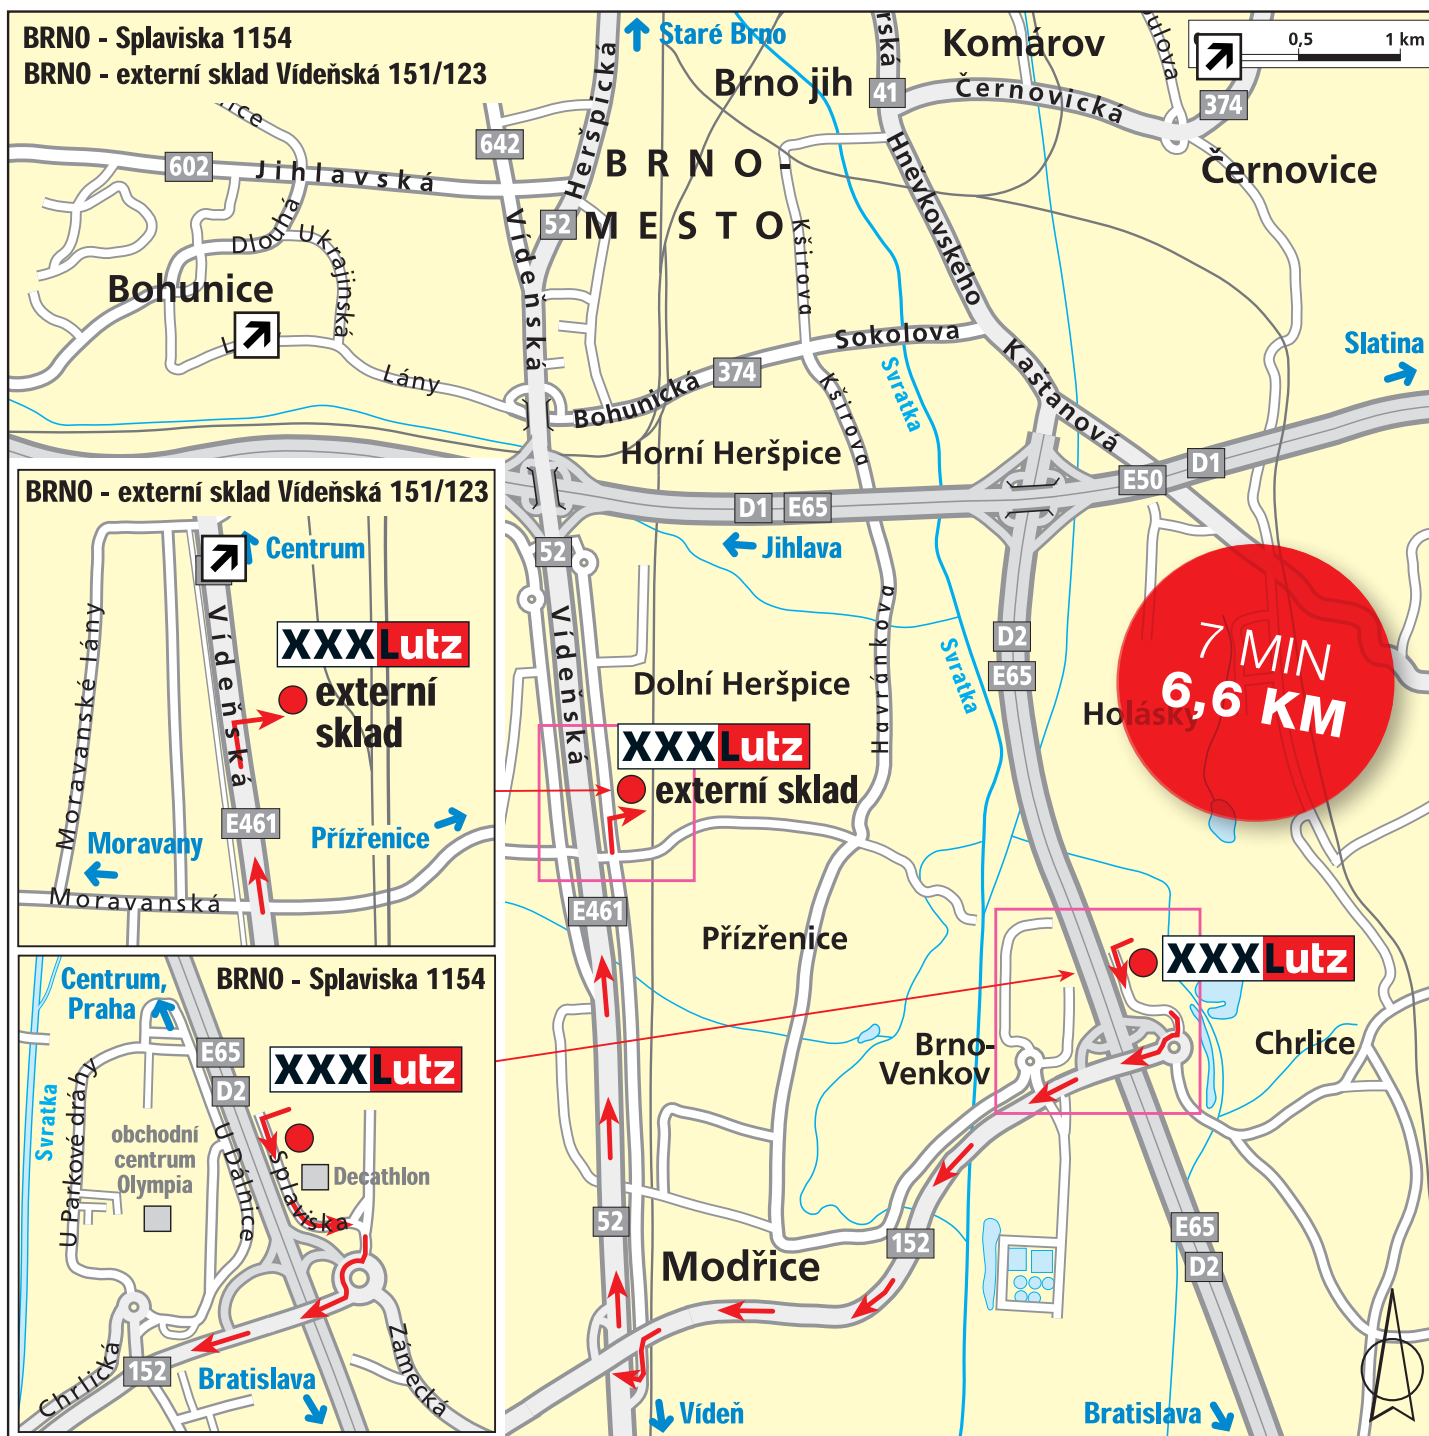 BRNO - Splaviska 1154
BRNO - externí sklad Vídeňská 151/123
Staré Brno
Komárov
0,5
1 km
Brno jih
41
Černovická
374
Černovice
642
602
Jihlavská
Heršpická
BRNO-
MESTO
52
Vídeňská
Dlouhá
Ukrajinská
Bohunice
Lány
Kširova
Hněvkovského
Sokolova
374
Bohunická
Kširova
Svratka
Kaštanová
Slatina
Horní Heršpice
D1
E65
E50
D1
Jihlava
52
Vídeňská
Dolní Heršpice
Havránkova
Svratka
D2
E65
Holásky
7 MIN
6,6 KM
XXXLutz
externí sklad
E461
Přízřenice
XXXLutz
Brno-
Venkov
Chrlice
52
152
Modřice
E65
D2
Vídeň
Bratislava
BRNO - externí sklad Vídeňská 151/123
Centrum
Moravanské lány
Vídeňská
XXXLutz
externí
sklad
E461
Přízřenice
Moravany
Moravanská
BRNO - Splaviska 1154
Centrum,
Praha
E65
D2
XXXLutz
Svratka
U Parkové dráhy
obchodní
centrum
Olympia
U Dálnice
Splaviska
Decathlon
Chrlická
152
Bratislava
Zámecká